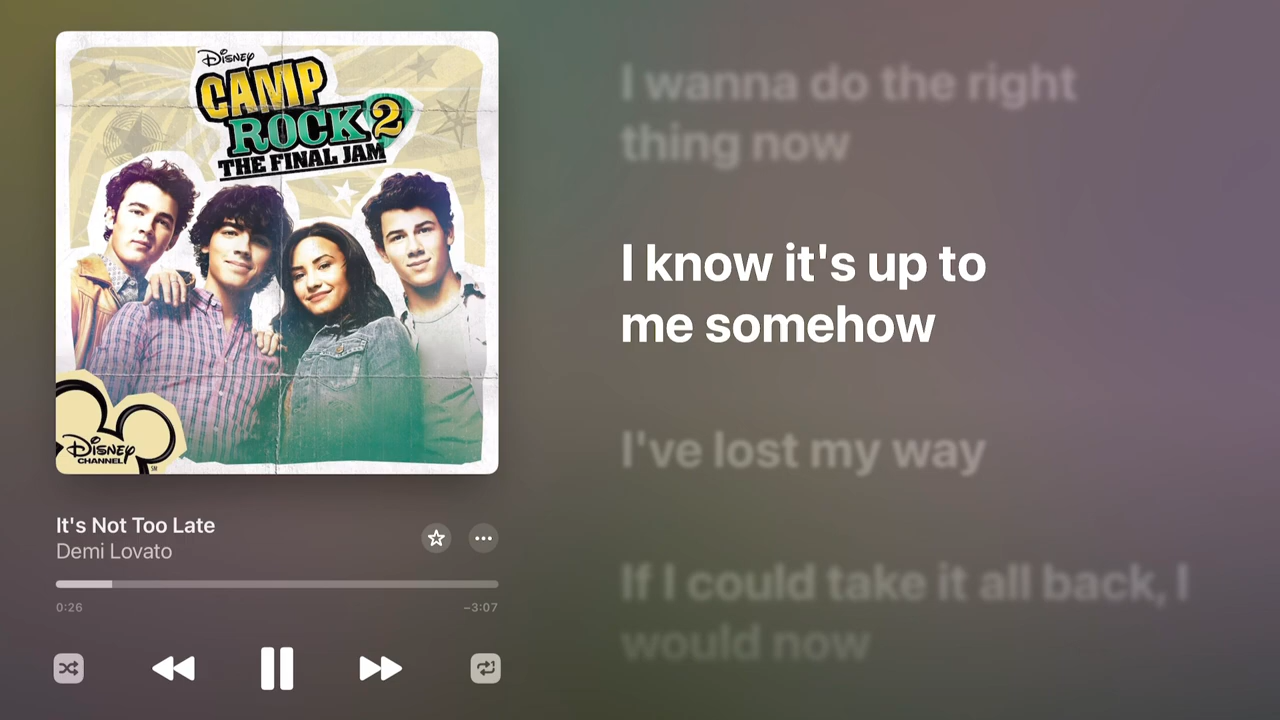 Disney
CAMP
ROCK 2
THE FINAL JAM
Disney
CHANNEL
SM
It's Not Too Late
Demi Lovato
0:26
−3:07
I wanna do the right
thing now
I know it's up to
me somehow
I've lost my way
If I could take it all back, I
would now